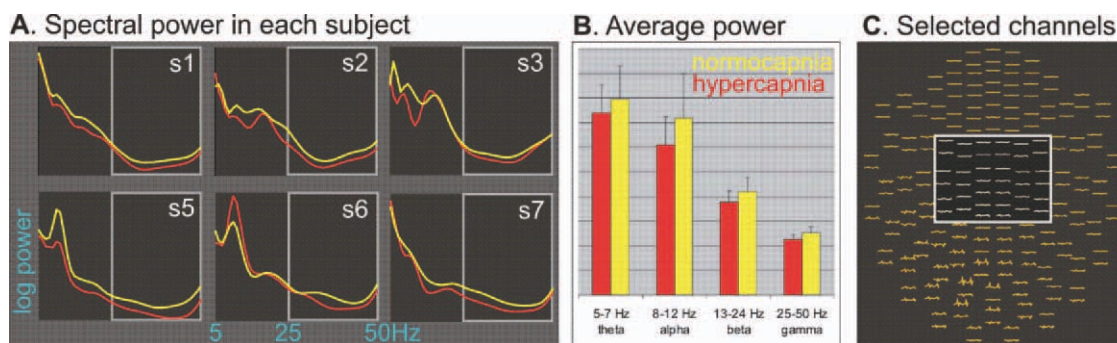 A. Spectral power in each subject
s1
s2
s3
s5
s6
s7
log power
5
25
50Hz
B. Average power
normocapnia
hypercapnia
5-7 Hz
theta
8-12 Hz
alpha
13-24 Hz
beta
25-50 Hz
gamma
C. Selected channels